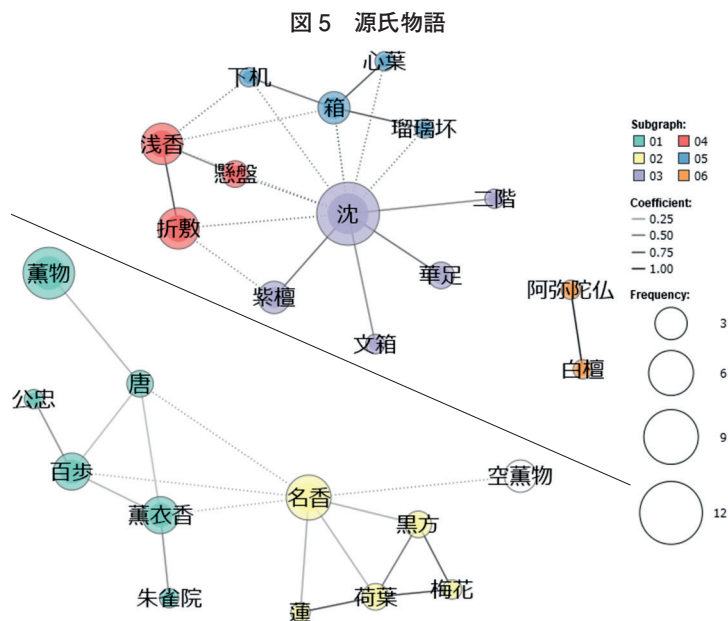 図5 源氏物語
心葉
下机
箱
瑠璃坏
浅香
懸盤
沈
二階
折敷
華足
紫檀
文箱
阿弥陀仏
白檀
薫物
唐
公忠
百歩
薫衣香
朱雀院
名香
空薫物
黒方
梅花
荷葉
蓮
Subgraph:
01 04
02 05
03 06
Coefficient:
0.25
0.50
0.75
1.00
Frequency:
3
6
9
12